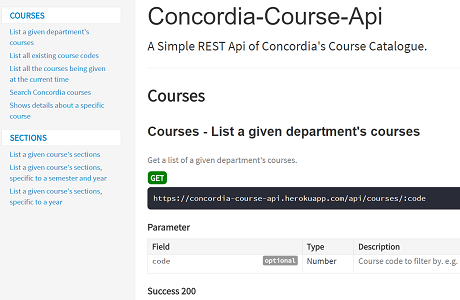 COURSES
List a given department's
courses
List all existing course codes
List all the courses being given
at the current time
Search Concordia courses
Shows details about a specific
course
SECTIONS
List a given course's sections
List a given course's sections,
specific to a semester and year
List a given course's sections,
specific to a year
Concordia-Course-Api
A Simple REST Api of Concordia's Course Catalogue.
Courses
Courses - List a given department's courses
Get a list of a given department's courses.
GET
https://concordia-course-api.herokuapp.com/api/courses/:code
Parameter
Field Type Description
code optional Number Course code to filter by. e.g.
Success 200